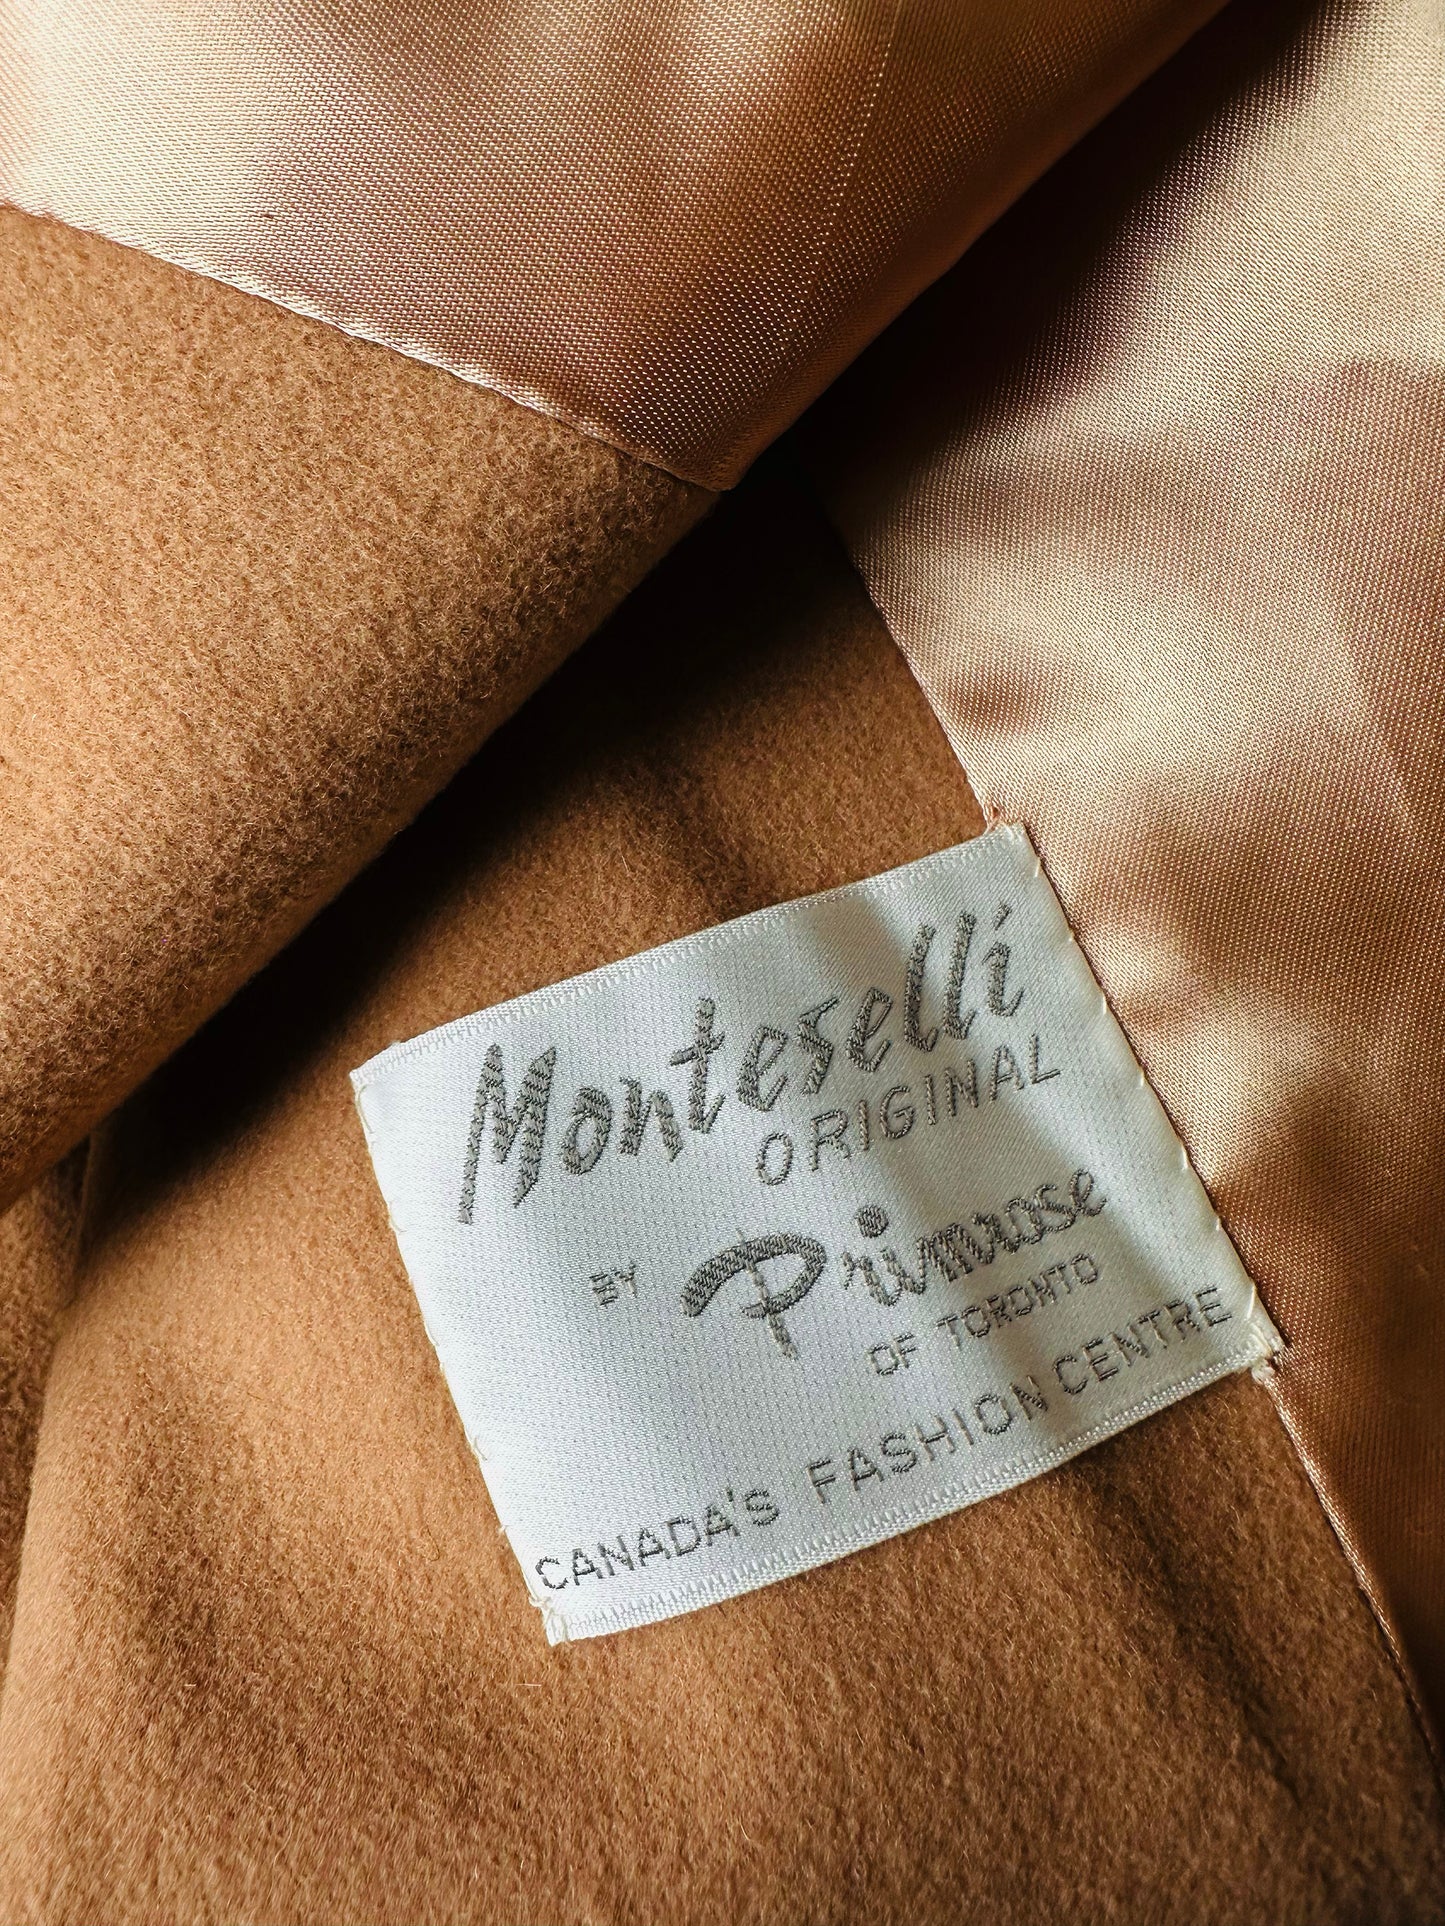 Monteselli
ORIGINAL
BY Primrose
OF TORONTO
CANADA's FASHION CENTRE